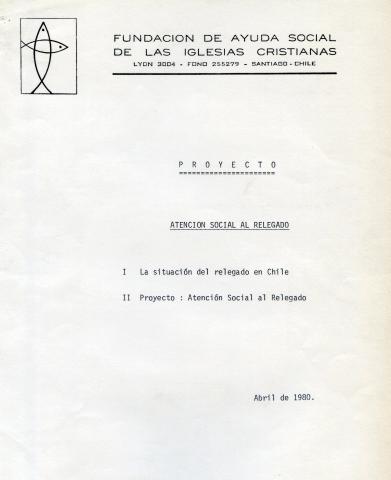 FUNDACION DE AYUDA SOCIAL
DE LAS IGLESIAS CRISTIANAS
LYON 3004 - FONO 255279 - SANTIAGO - CHILE
P R O Y E C T O
=====================
ATENCION SOCIAL AL RELEGADO
I La situación del relegado en Chile
II Proyecto : Atención Social al Relegado
Abril de 1980.